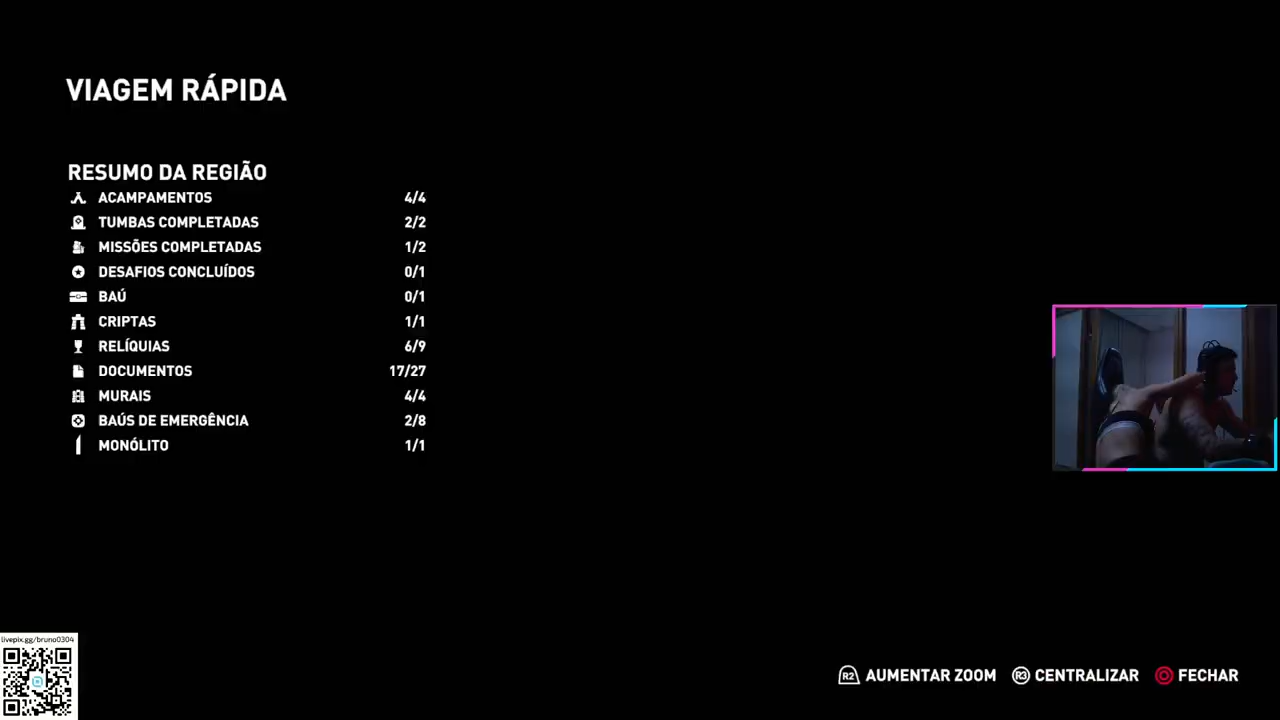 VIAGEM RÁPIDA
RESUMO DA REGIÃO
ACAMPAMENTOS 4/4
TUMBAS COMPLETADAS 2/2
MISSÕES COMPLETADAS 1/2
DESAFIOS CONCLUÍDOS 0/1
BAÚ 0/1
CRIPTAS 1/1
RELÍQUIAS 6/9
DOCUMENTOS 17/27
MURAIS 4/4
BAÚS DE EMERGÊNCIA 2/8
MONÓLITO 1/1
livepix.gg/bruno0304
R2 AUMENTAR ZOOM R3 CENTRALIZAR FECHAR